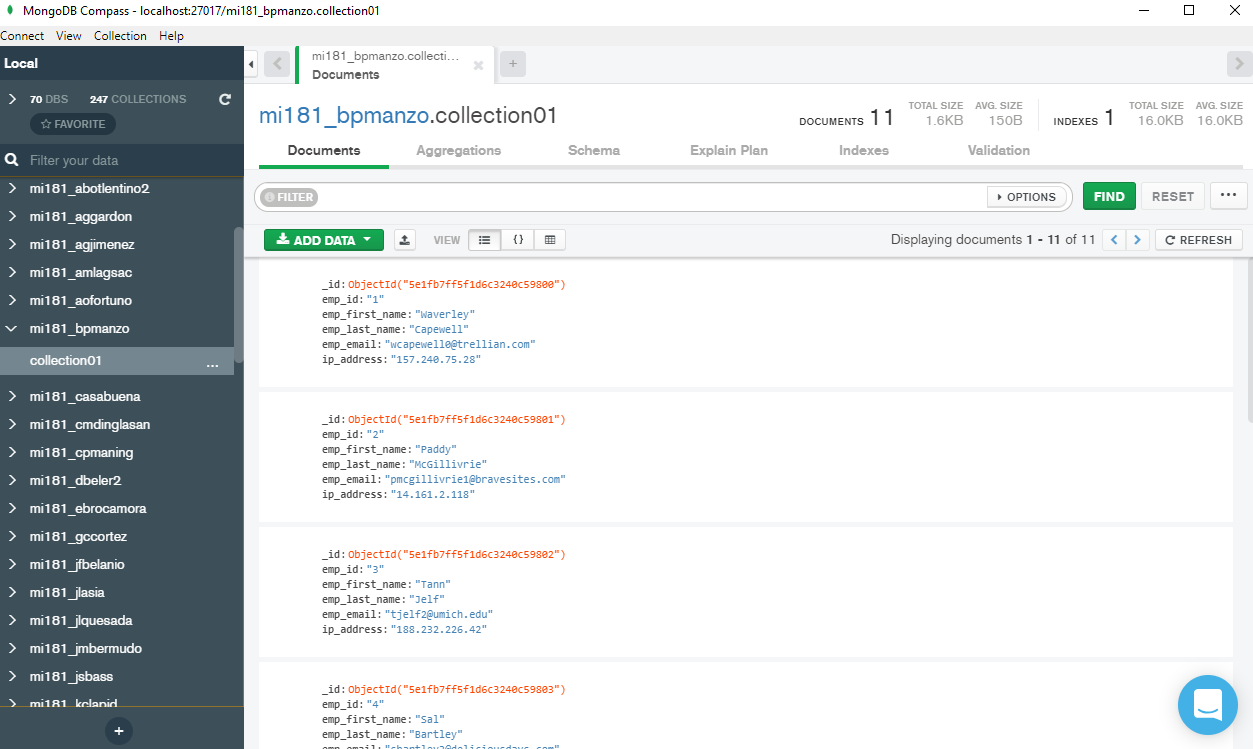 MongoDB Compass - localhost:27017/mi181_bpmanzo.collection01
Connect View Collection Help
Local
70 DBS 247 COLLECTIONS
FAVORITE
Filter your data
mi181_abotlentino2
mi181_aggardon
mi181_agjimenez
mi181_amlagsac
mi181_aofortuno
mi181_bpmanzo
collection01 ...
mi181_casabuena
mi181_cmdinglasan
mi181_cpmaning
mi181_dbeler2
mi181_ebrocamora
mi181_gccortez
mi181_jfbelanio
mi181_jlasia
mi181_jlquesada
mi181_jmbermudo
mi181_jsbass
mi181_kclapid
+
mi181_bpmanzo.collecti...
Documents
+
mi181_bpmanzo.collection01
DOCUMENTS 11
TOTAL SIZE 1.6KB
AVG. SIZE 150B
INDEXES 1
TOTAL SIZE 16.0KB
AVG. SIZE 16.0KB
Documents Aggregations Schema Explain Plan Indexes Validation
FILTER OPTIONS FIND RESET ...
ADD DATA VIEW {} Displaying documents 1 - 11 of 11 REFRESH
_id: ObjectId("5e1fb7ff5f1d6c3240c59800")
emp_id: "1"
emp_first_name: "Waverley"
emp_last_name: "Capewell"
emp_email: "wcapewell0@trellian.com"
ip_address: "157.240.75.28"
_id: ObjectId("5e1fb7ff5f1d6c3240c59801")
emp_id: "2"
emp_first_name: "Paddy"
emp_last_name: "McGillivrie"
emp_email: "pmcgillivrie1@bravesites.com"
ip_address: "14.161.2.118"
_id: ObjectId("5e1fb7ff5f1d6c3240c59802")
emp_id: "3"
emp_first_name: "Tann"
emp_last_name: "Jelf"
emp_email: "tjelf2@umich.edu"
ip_address: "188.232.226.42"
_id: ObjectId("5e1fb7ff5f1d6c3240c59803")
emp_id: "4"
emp_first_name: "Sal"
emp_last_name: "Bartley"
emp_email: "sbartley3@deliciousdays.com"